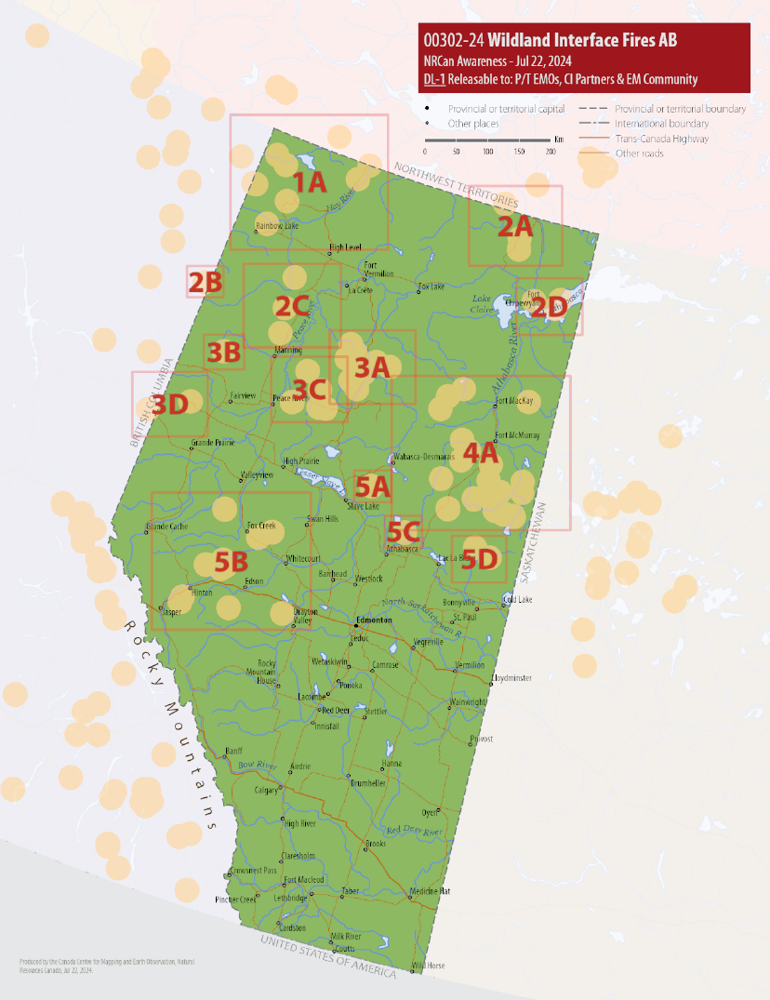 00302-24 Wildland Interface Fires AB
NRCan Awareness - Jul 22, 2024
DL-1 Releasable to: P/T EMOs, CI Partners & EM Community
Provincial or territorial capital
Other places
Km
0 50 100 150 200
Provincial or territorial boundary
International boundary
Trans-Canada Highway
Other roads
NORTHWEST TERRITORIES
1A
Hay River
2A
Rainbow Lake
High Level
Fort
Vermilion
La Crete
Fox Lake
2B
2C
Peace River
Lake
Claire
Fort
Chipewyan
2D
Manning
3B
3A
3C
3D
BRITISH COLUMBIA
Fairview
Peace River
Athabasca River
Fort MacKay
Fort McMurray
Grande Prairie
High Prairie
Wabasca-Desmarais
4A
Valleyview
Lesser Slave L.
5A
Slave Lake
Swan Hills
Grande Cache
Fox Creek
5C
Athabasca
SASKATCHEWAN
5B
Whitecourt
Lac La Biche
5D
Barrhead
Westlock
Edson
Hinton
Jasper
Drayton
Valley
Edmonton
North Saskatchewan R.
Bonnyville
Cold Lake
St. Paul
Leduc
Vegreville
Rocky Mountains
Rocky
Mountain
House
Wetaskiwin
Camrose
Vermilion
Lloydminster
Ponoka
Lacombe
Red Deer
Stettler
Wainwright
Innisfail
Provost
Banff
Bow River
Airdrie
Hanna
Drumheller
Calgary
Oyen
High River
Red Deer River
Brooks
Claresholm
Crowsnest Pass
Fort Macleod
Pincher Creek
Lethbridge
Taber
Medicine Hat
Cardston
Milk River
Coutts
UNITED STATES OF AMERICA
Wild Horse
Produced by the Canada Centre for Mapping and Earth Observation, Natural
Resources Canada, Jul 22, 2024.